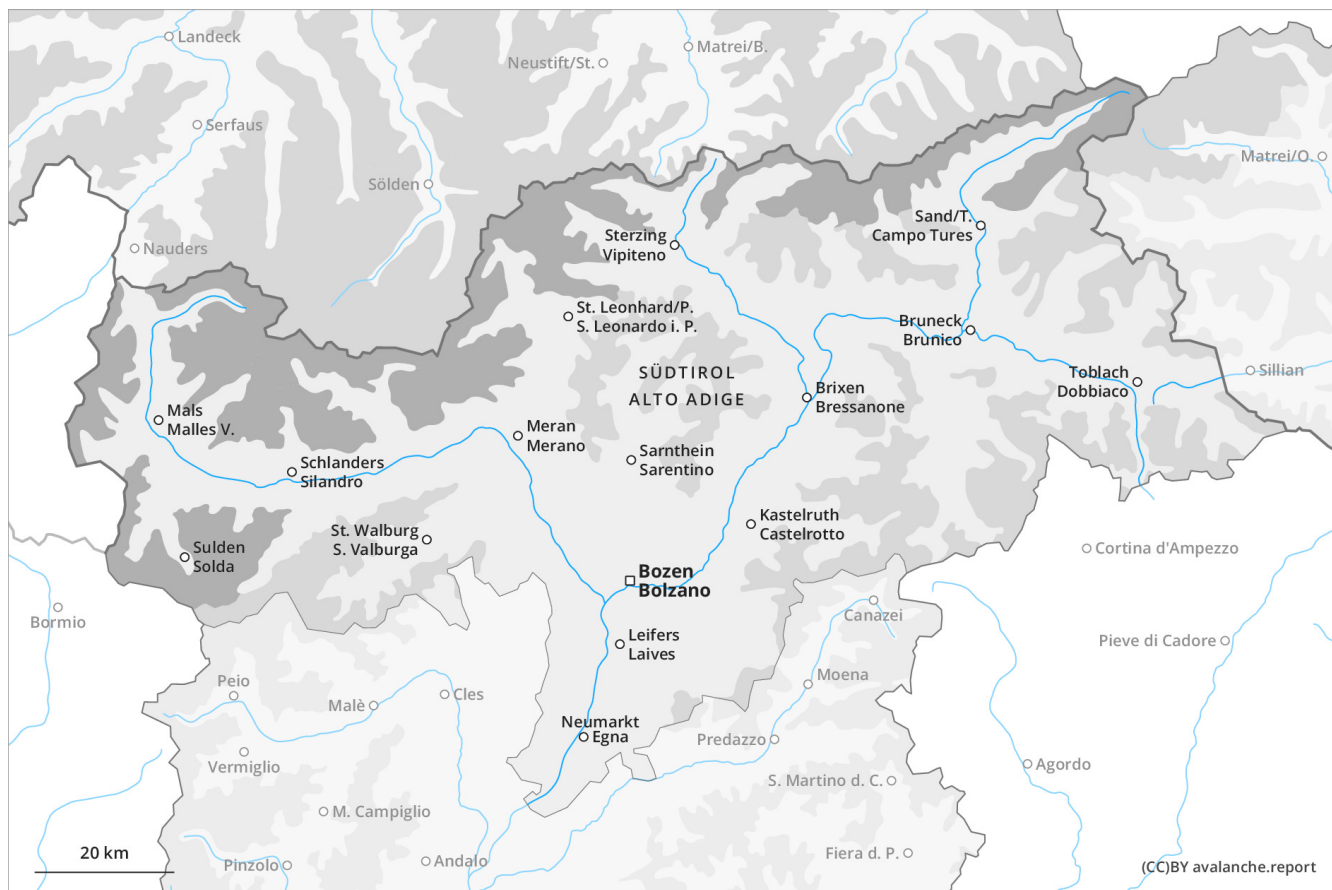 Landeck
Matrei/B.
Neustift/St.
Serfaus
Matrei/O.
Sölden
Sand/T.
Campo Tures
Nauders
Sterzing
Vipiteno
St. Leonhard/P.
S. Leonardo i. P.
Bruneck
Brunico
SÜDTIROL
ALTO ADIGE
Toblach
Dobbiaco
Sillian
Brixen
Bressanone
Mals
Malles V.
Meran
Merano
Schlanders
Silandro
Sarnthein
Sarentino
Kastelruth
Castelrotto
St. Walburg
S. Valburga
Sulden
Solda
Cortina d'Ampezzo
Bozen
Bolzano
Bormio
Canazei
Leifers
Laives
Pieve di Cadore
Peio
Malè
Cles
Moena
Neumarkt
Egna
Predazzo
Vermiglio
Agordo
S. Martino d. C.
M. Campiglio
20 km
Pinzolo
Andalo
Fiera d. P.
(CC)BY avalanche.report